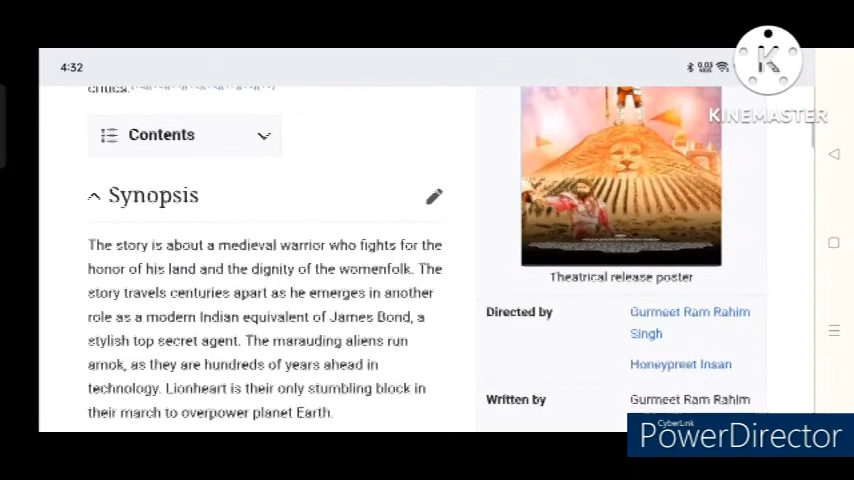 4:32
KINEMASTER
Contents
Synopsis
The story is about a medieval warrior who fights for the
honor of his land and the dignity of the womenfolk. The
story travels centuries apart as he emerges in another
role as a modern Indian equivalent of James Bond, a
stylish top secret agent. The marauding aliens run
amok, as they are hundreds of years ahead in
technology. Lionheart is their only stumbling block in
their march to overpower planet Earth.
Theatrical release poster
Directed by
Gurmeet Ram Rahim
Singh
Honeypreet Insan
Written by
Gurmeet Ram Rahim
CyberLink
PowerDirector